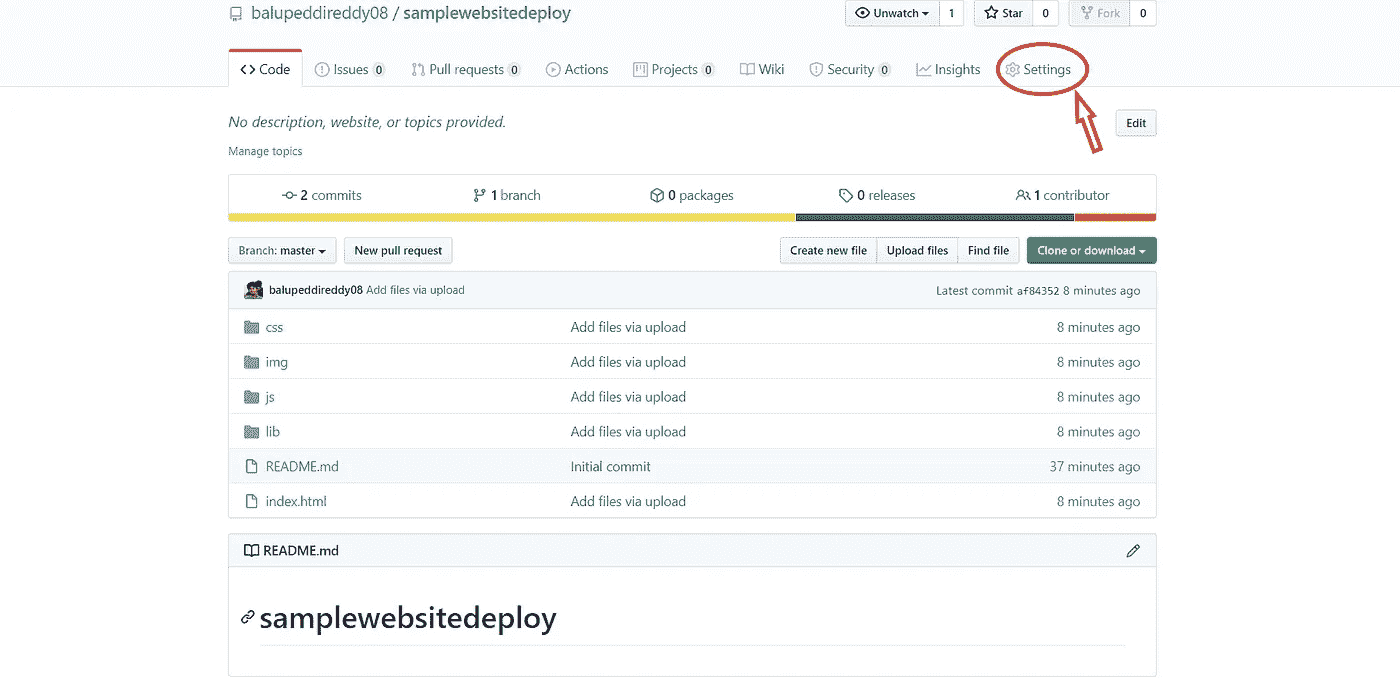 balupeddireddy08 / samplewebsitedeploy
Unwatch 1 Star 0 Fork 0
Code Issues 0 Pull requests 0 Actions Projects 0 Wiki Security 0 Insights Settings
No description, website, or topics provided. Edit
Manage topics
2 commits 1 branch 0 packages 0 releases 1 contributor
Branch: master New pull request Create new file Upload files Find file Clone or download
balupeddireddy08 Add files via upload Latest commit af84352 8 minutes ago
css Add files via upload 8 minutes ago
img Add files via upload 8 minutes ago
js Add files via upload 8 minutes ago
lib Add files via upload 8 minutes ago
README.md Initial commit 37 minutes ago
index.html Add files via upload 8 minutes ago
README.md
samplewebsitedeploy